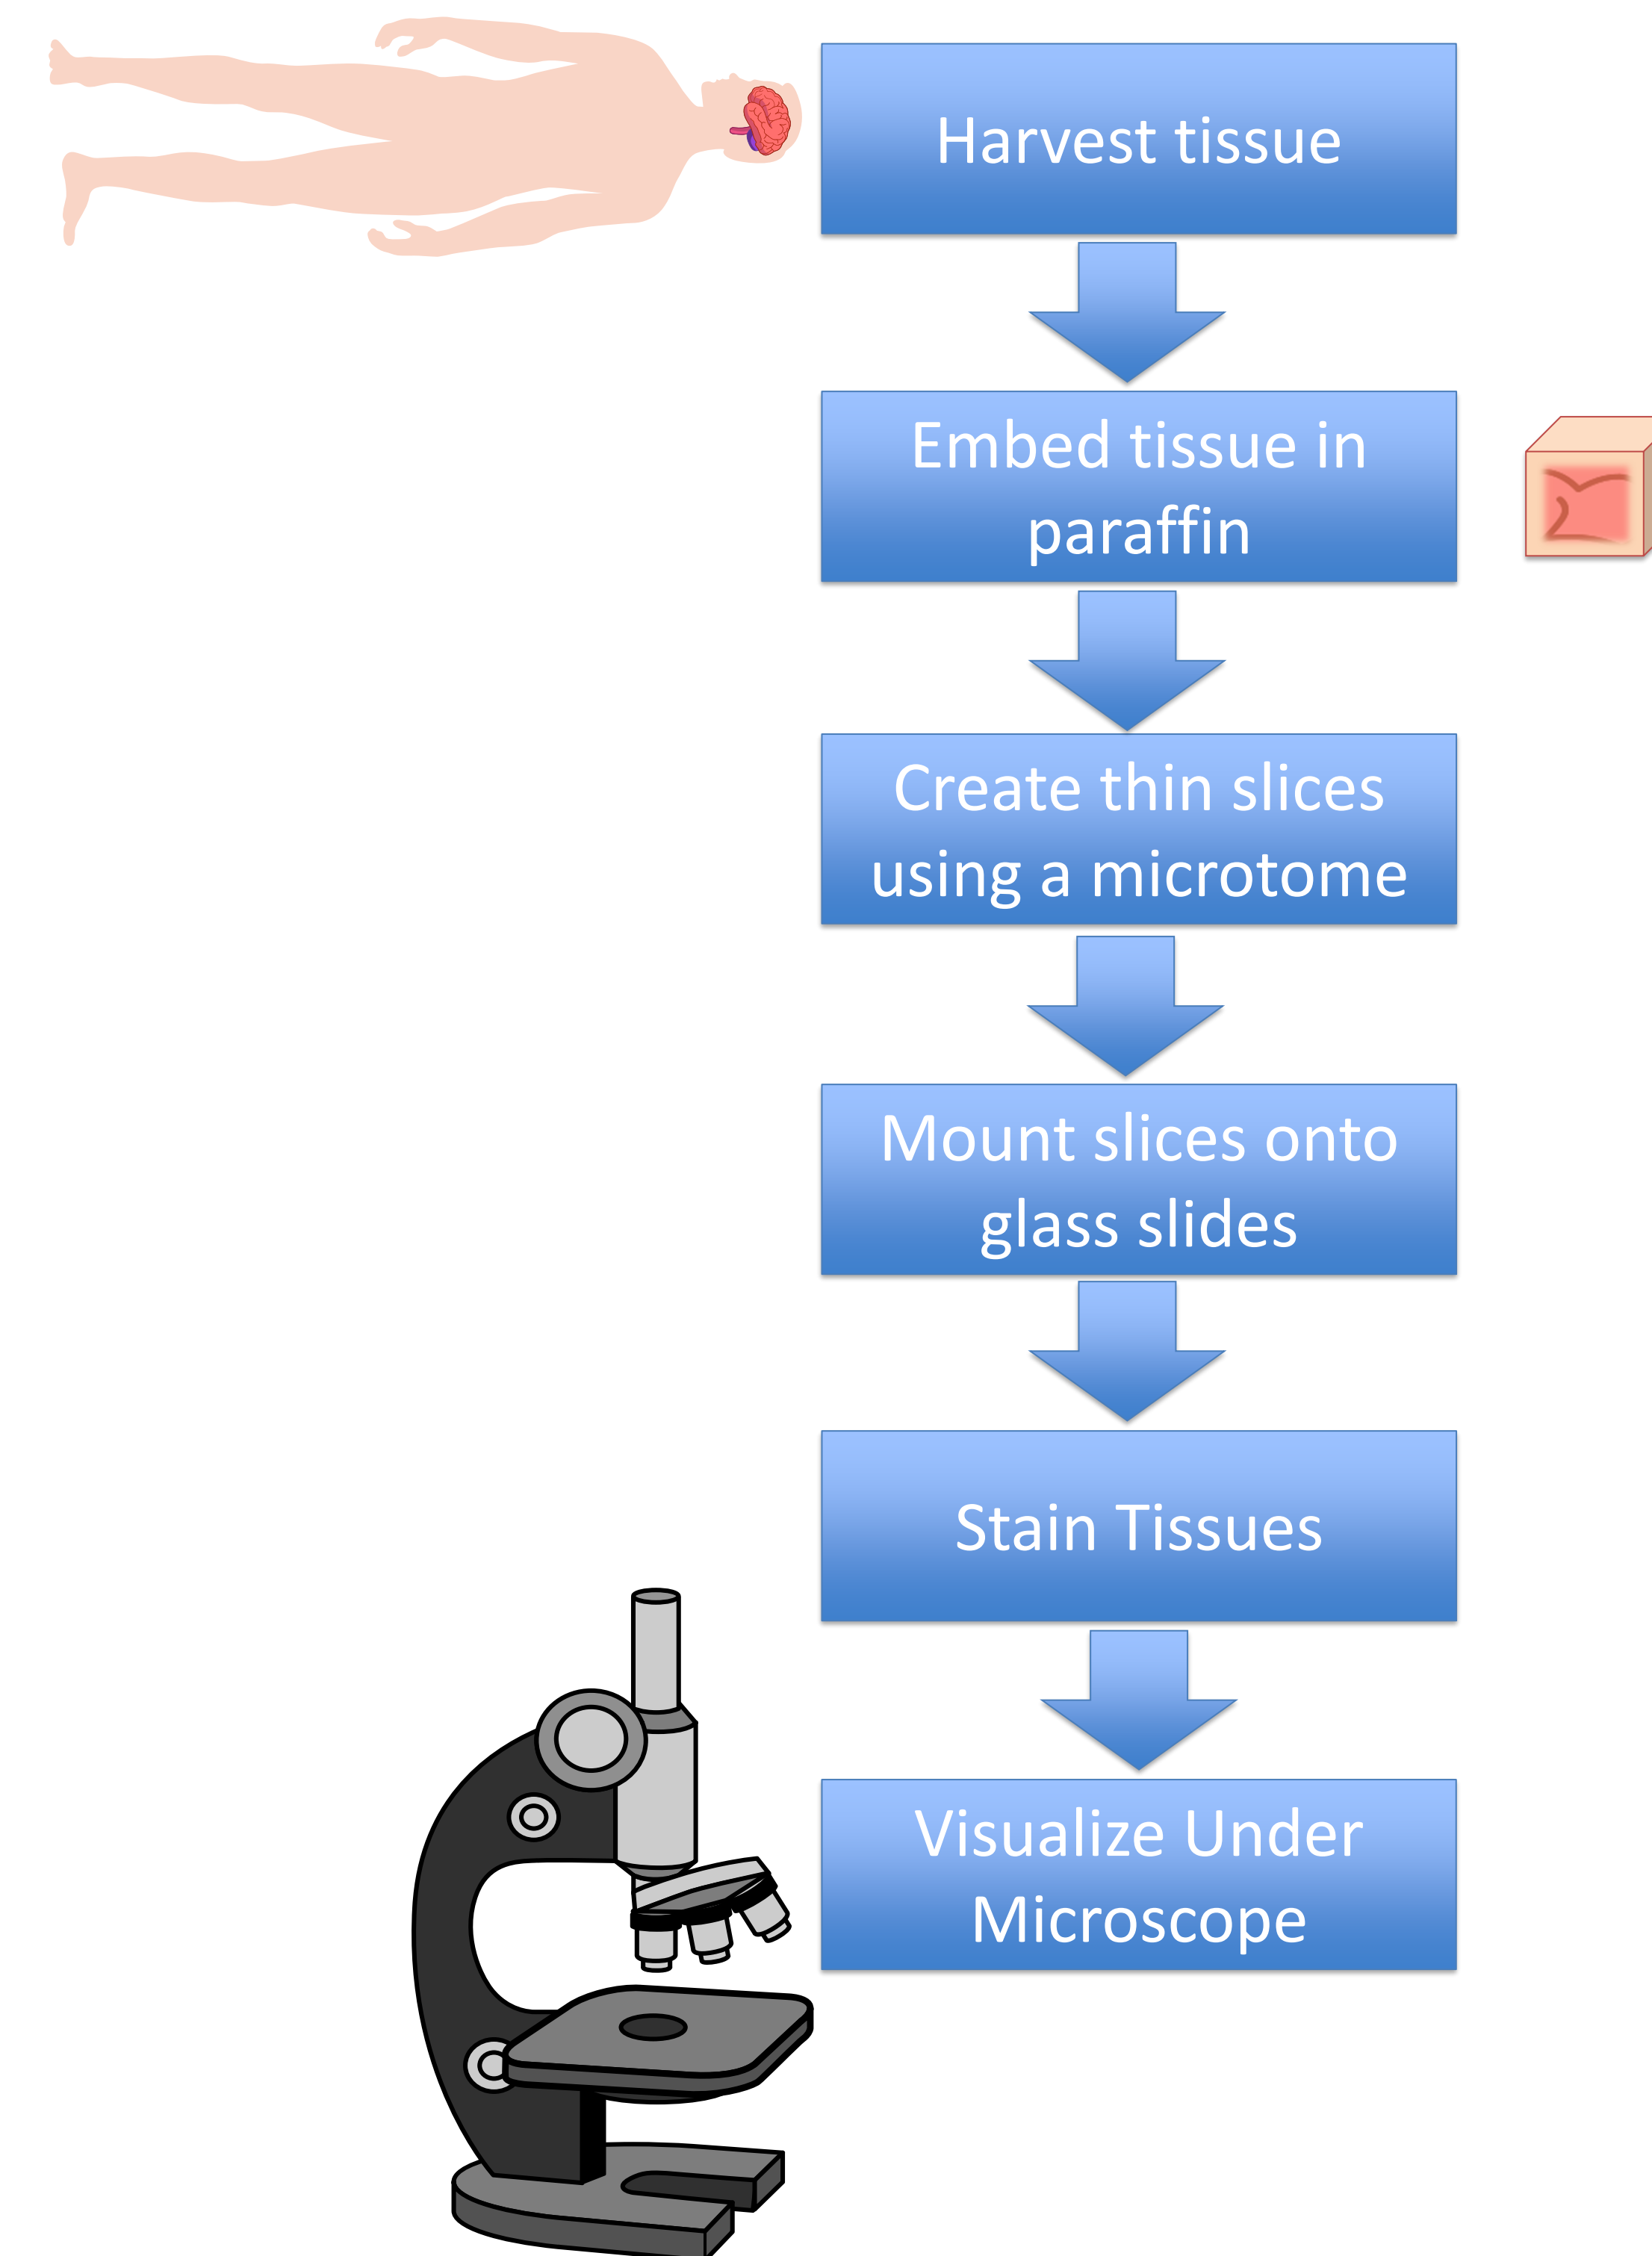 Harvest tissue
Embed tissue in
paraffin
Create thin slices
using a microtome
Mount slices onto
glass slides
Stain Tissues
Visualize Under
Microscope